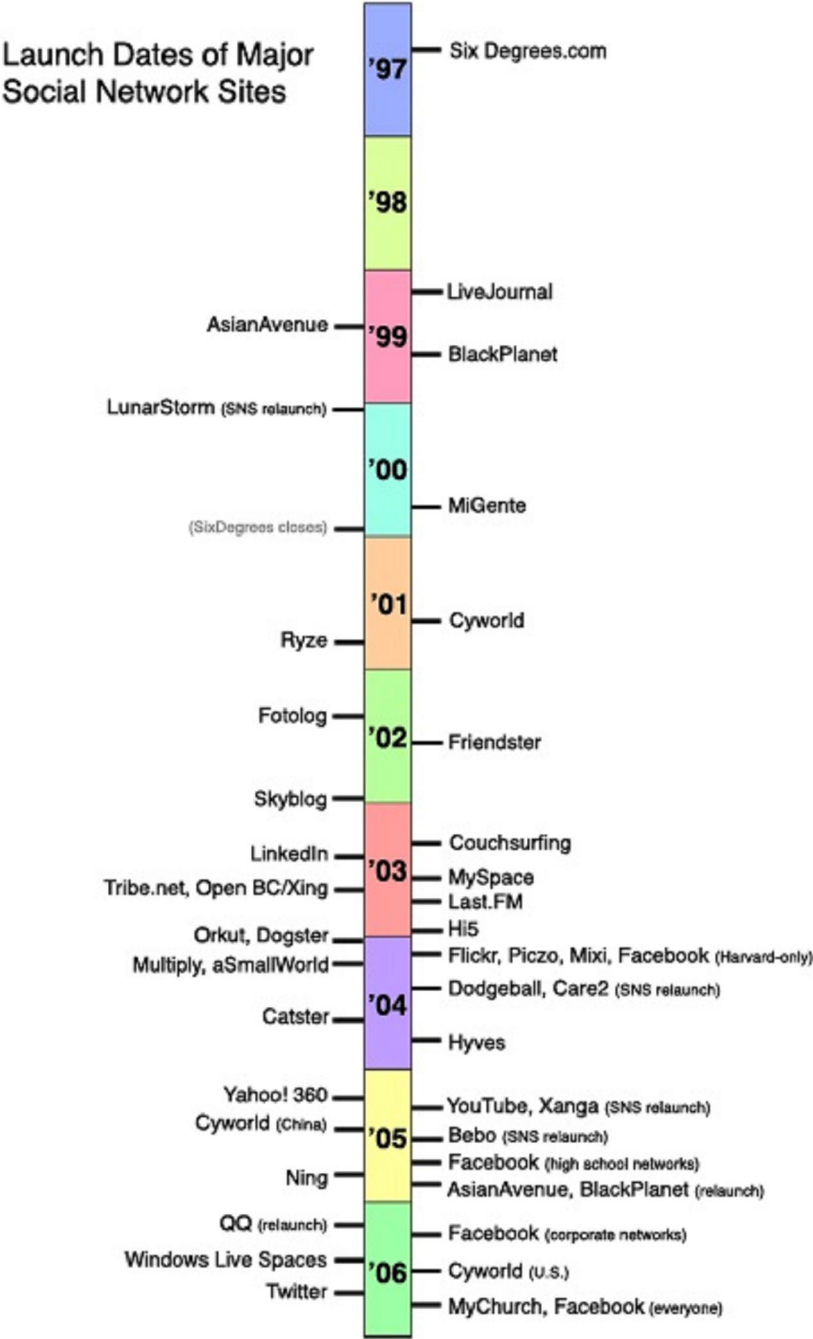 Launch Dates of Major
Social Network Sites
'97
Six Degrees.com
'98
LiveJournal
AsianAvenue
'99
BlackPlanet
LunarStorm (SNS relaunch)
'00
MiGente
(SixDegrees closes)
'01
Cyworld
Ryze
Fotolog
'02
Friendster
Skyblog
Couchsurfing
LinkedIn
'03
MySpace
Tribe.net, Open BC/Xing
Last.FM
Hi5
Orkut, Dogster
Flickr, Piczo, Mixi, Facebook (Harvard-only)
Multiply, aSmallWorld
Dodgeball, Care2 (SNS relaunch)
'04
Catster
Hyves
Yahoo! 360
YouTube, Xanga (SNS relaunch)
Cyworld (China)
'05
Bebo (SNS relaunch)
Facebook (high school networks)
Ning
AsianAvenue, BlackPlanet (relaunch)
QQ (relaunch)
Facebook (corporate networks)
Windows Live Spaces
'06
Cyworld (U.S.)
Twitter
MyChurch, Facebook (everyone)